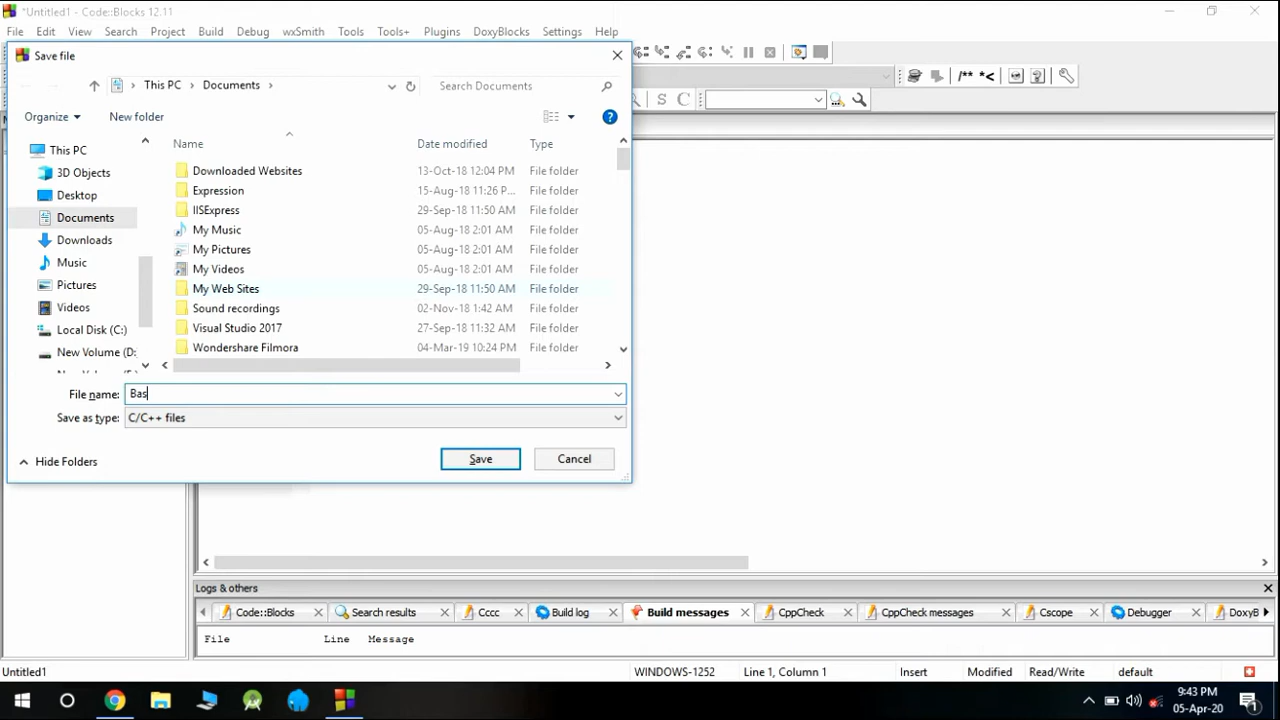 *Untitled1 - Code::Blocks 12.11
File Edit View Search Project Build Debug wxSmith Tools Tools+ Plugins DoxyBlocks Settings Help
Save file
This PC > Documents >
Search Documents
Organize
New folder
Name Date modified Type
This PC
3D Objects
Desktop
Documents
Downloads
Music
Pictures
Videos
Local Disk (C:)
New Volume (D:
Downloaded Websites 13-Oct-18 12:04 PM File folder
Expression 15-Aug-18 11:26 P... File folder
IISExpress 29-Sep-18 11:50 AM File folder
My Music 05-Aug-18 2:01 AM File folder
My Pictures 05-Aug-18 2:01 AM File folder
My Videos 05-Aug-18 2:01 AM File folder
My Web Sites 29-Sep-18 11:50 AM File folder
Sound recordings 02-Nov-18 1:42 AM File folder
Visual Studio 2017 27-Sep-18 11:32 AM File folder
Wondershare Filmora 04-Mar-19 10:24 PM File folder
File name: Bas
Save as type: C/C++ files
Hide Folders
Save
Cancel
S C
/** *<
Logs & others
Code::Blocks Search results Cccc Build log Build messages CppCheck CppCheck messages Cscope Debugger DoxyB
File Line Message
Untitled1 WINDOWS-1252 Line 1, Column 1 Insert Modified Read/Write default
9:43 PM
05-Apr-20